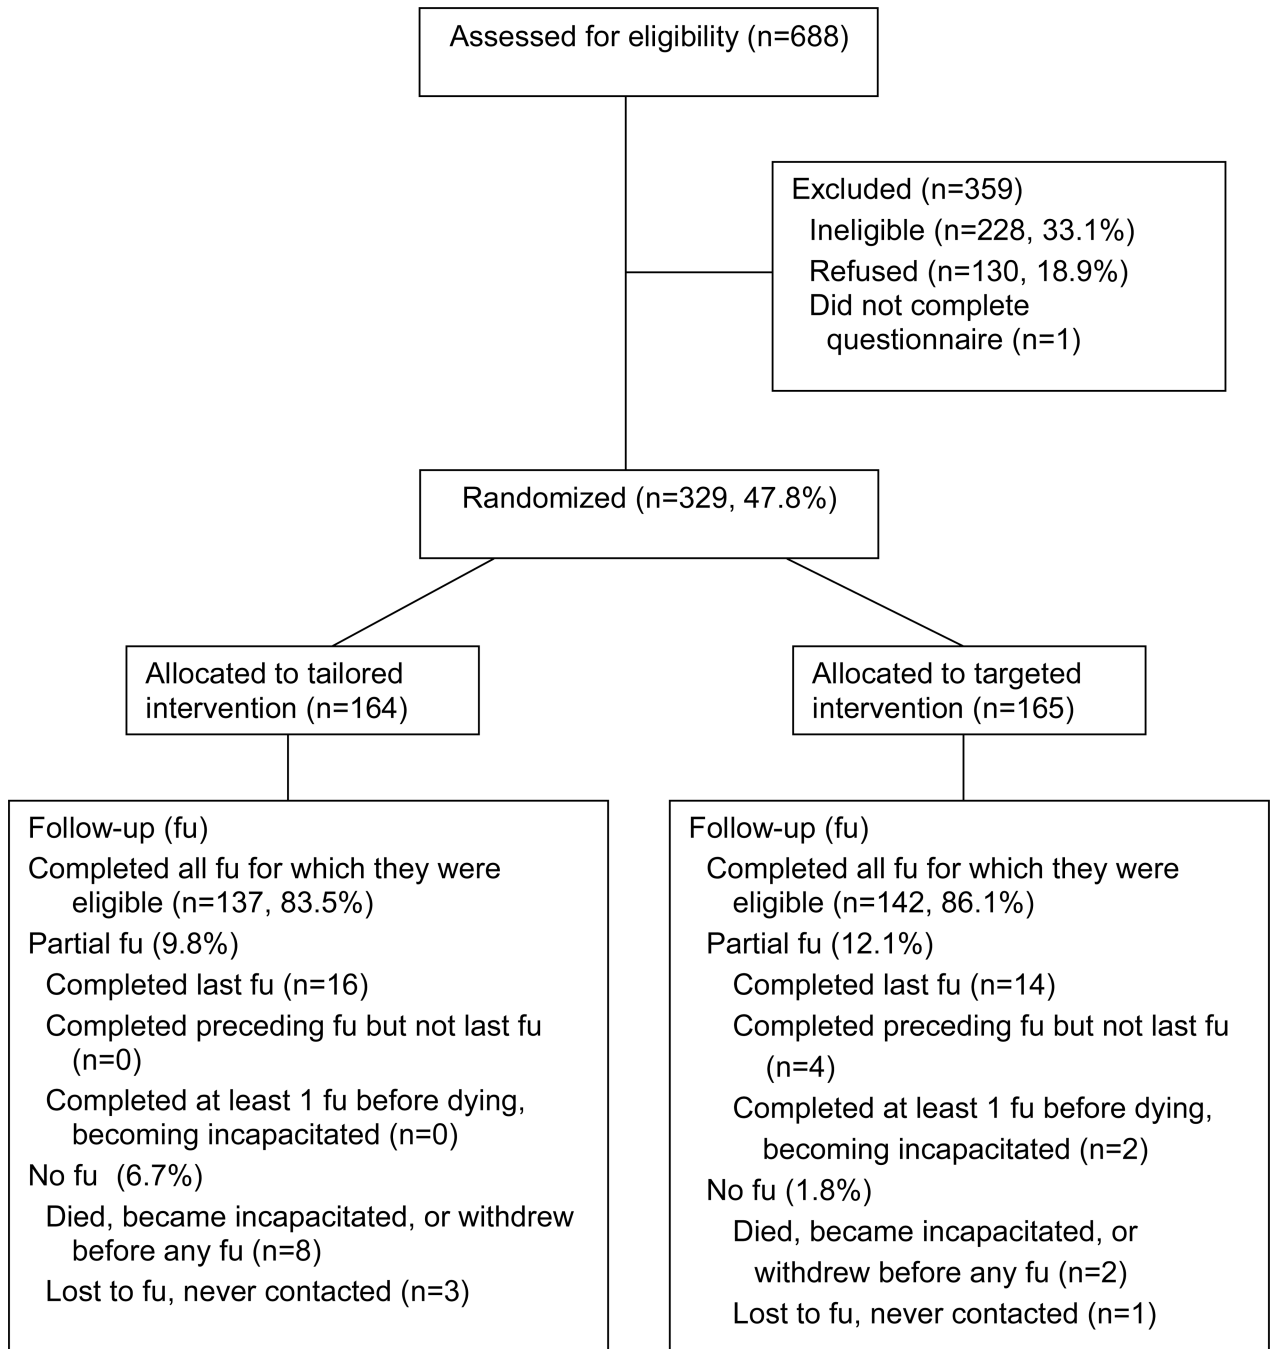 Assessed for eligibility (n=688)
Excluded (n=359)
Ineligible (n=228, 33.1%)
Refused (n=130, 18.9%)
Did not complete
questionnaire (n=1)
Randomized (n=329, 47.8%)
Allocated to tailored
intervention (n=164)
Allocated to targeted
intervention (n=165)
Follow-up (fu)
Completed all fu for which they were
eligible (n=137, 83.5%)
Partial fu (9.8%)
Completed last fu (n=16)
Completed preceding fu but not last fu
(n=0)
Completed at least 1 fu before dying,
becoming incapacitated (n=0)
No fu (6.7%)
Died, became incapacitated, or withdrew
before any fu (n=8)
Lost to fu, never contacted (n=3)
Follow-up (fu)
Completed all fu for which they were
eligible (n=142, 86.1%)
Partial fu (12.1%)
Completed last fu (n=14)
Completed preceding fu but not last fu
(n=4)
Completed at least 1 fu before dying,
becoming incapacitated (n=2)
No fu (1.8%)
Died, became incapacitated, or
withdrew before any fu (n=2)
Lost to fu, never contacted (n=1)